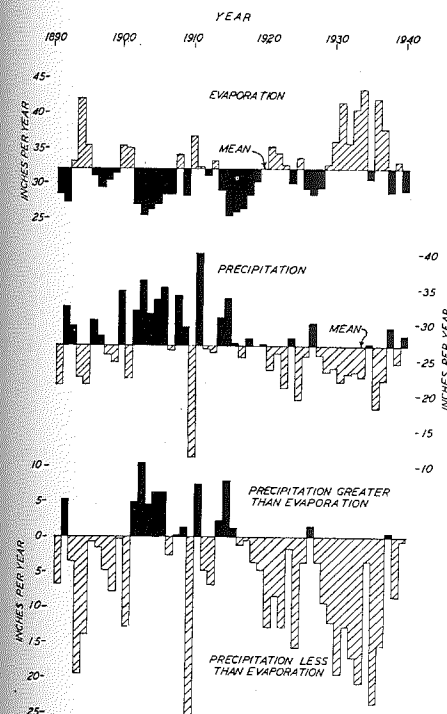 YEAR
1890 1900 1910 1920 1930 1940
45-
40-
35-
30-
25-
INCHES PER YEAR
EVAPORATION
MEAN
-40
-35
-30
-25
-20
-15
-10
INCHES PER YEAR
PRECIPITATION
MEAN
10-
5-
0-
5-
10-
15-
20-
25-
INCHES PER YEAR
PRECIPITATION GREATER
THAN EVAPORATION
PRECIPITATION LESS
THAN EVAPORATION